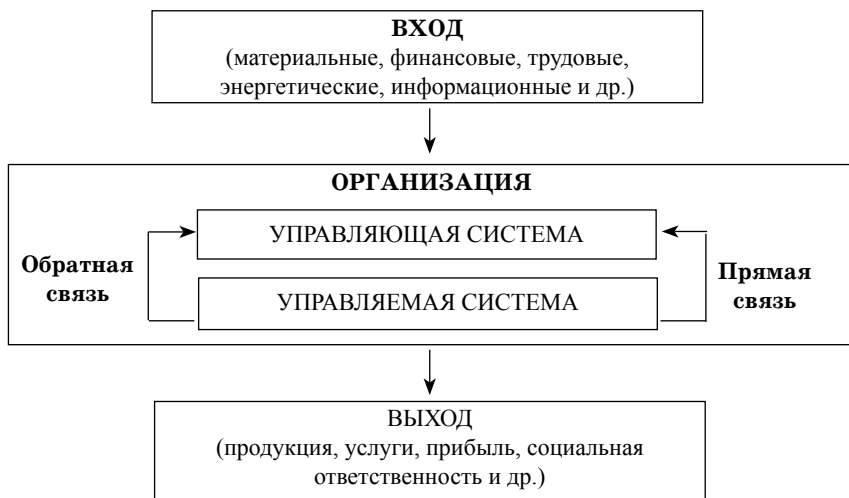 ВХОД
(материальные, финансовые, трудовые,
энергетические, информационные и др.)
ОРГАНИЗАЦИЯ
УПРАВЛЯЮЩАЯ СИСТЕМА
Обратная
связь
Прямая
связь
УПРАВЛЯЕМАЯ СИСТЕМА
ВЫХОД
(продукция, услуги, прибыль, социальная
ответственность и др.)